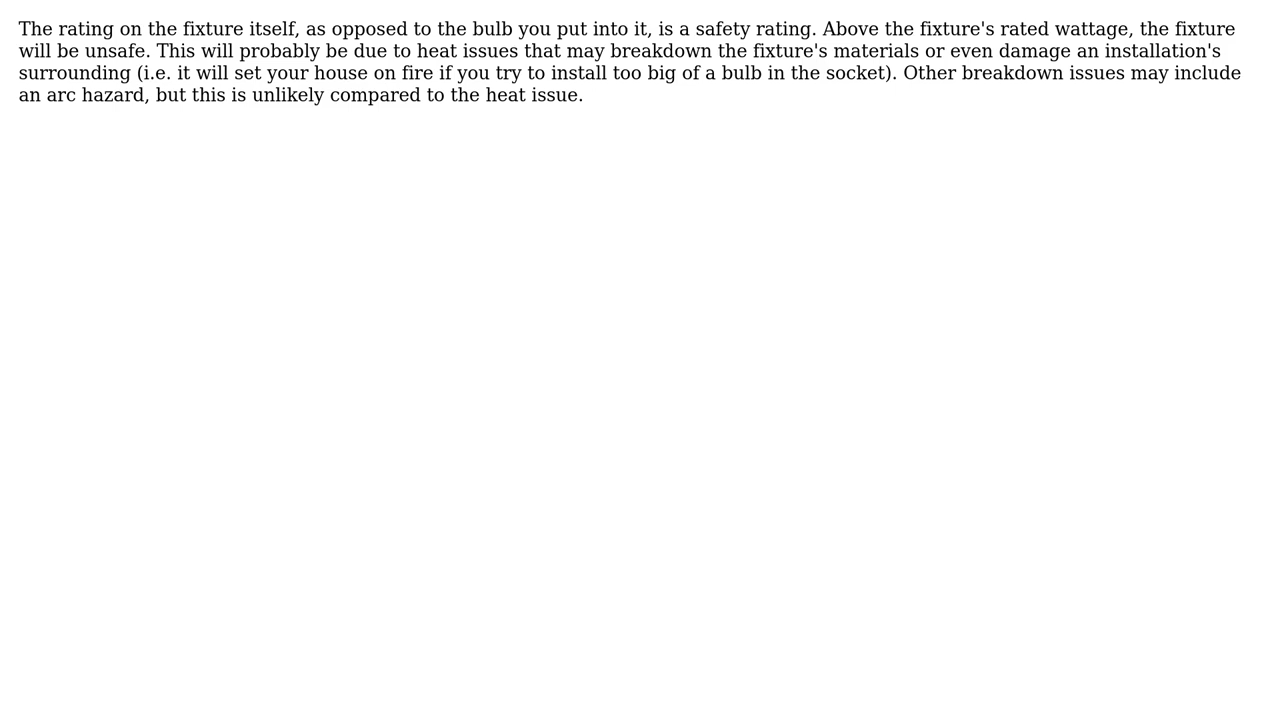 The rating on the fixture itself, as opposed to the bulb you put into it, is a safety rating. Above the fixture's rated wattage, the fixture
will be unsafe. This will probably be due to heat issues that may breakdown the fixture's materials or even damage an installation's
surrounding (i.e. it will set your house on fire if you try to install too big of a bulb in the socket). Other breakdown issues may include
an arc hazard, but this is unlikely compared to the heat issue.